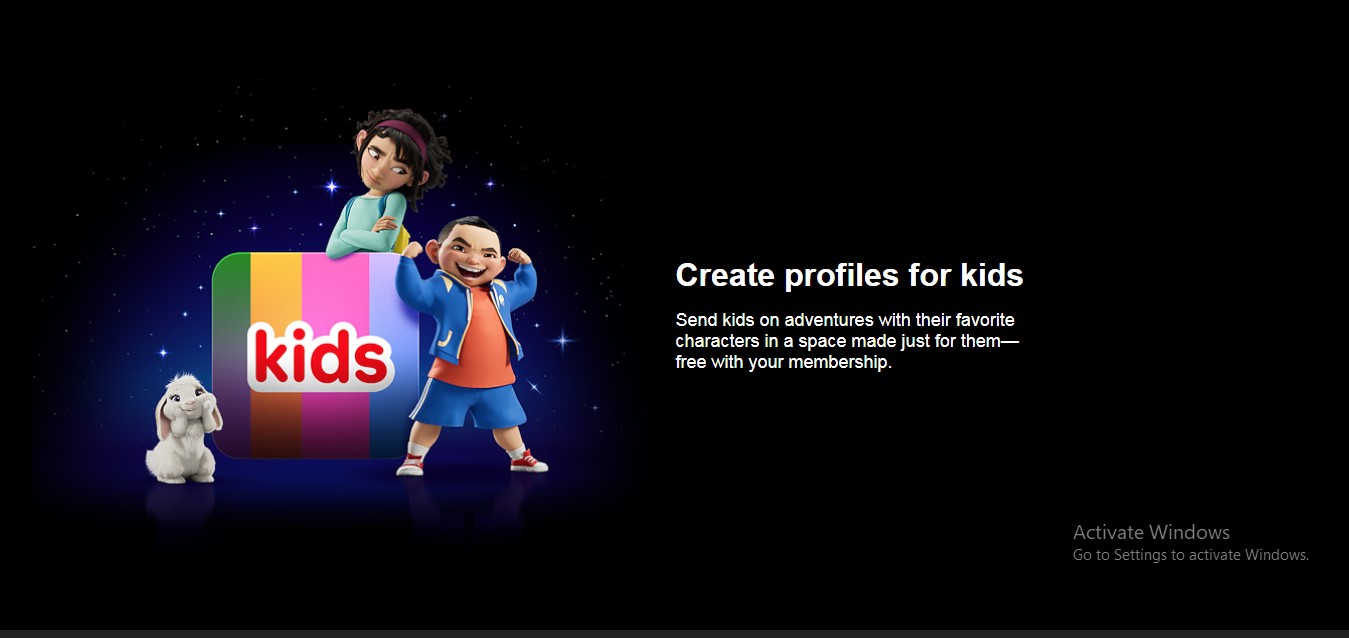 kids
Create profiles for kids
Send kids on adventures with their favorite
characters in a space made just for them—
free with your membership.
Activate Windows
Go to Settings to activate Windows.